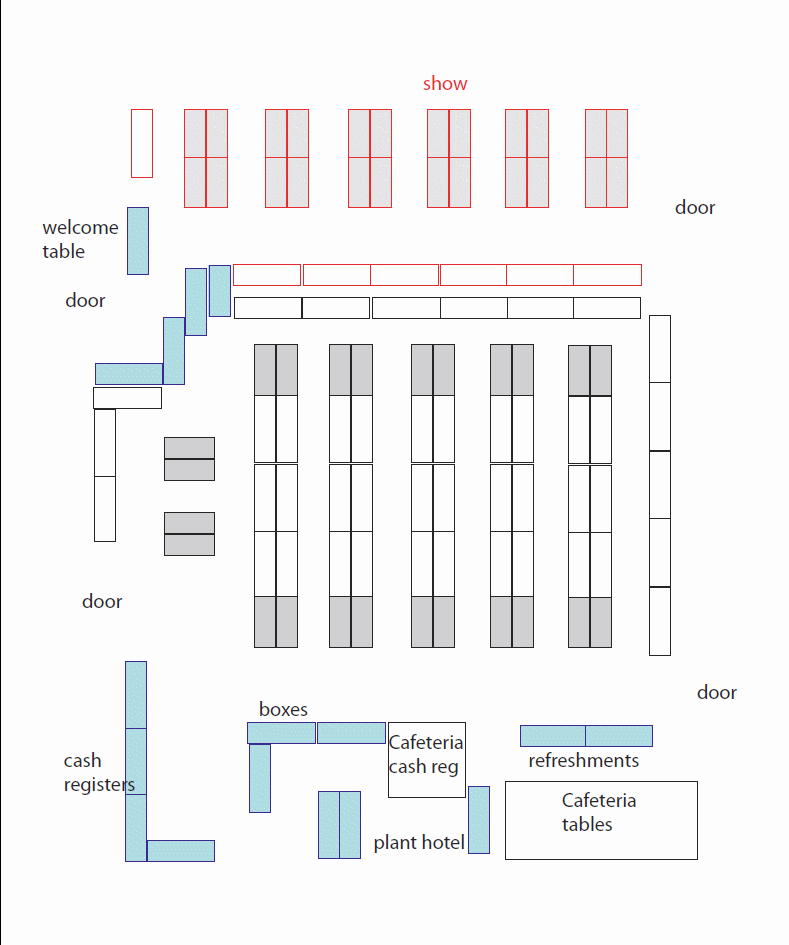 show
door
welcome
table
door
door
door
boxes
Cafeteria
cash reg
cash
registers
refreshments
Cafeteria
tables
plant hotel